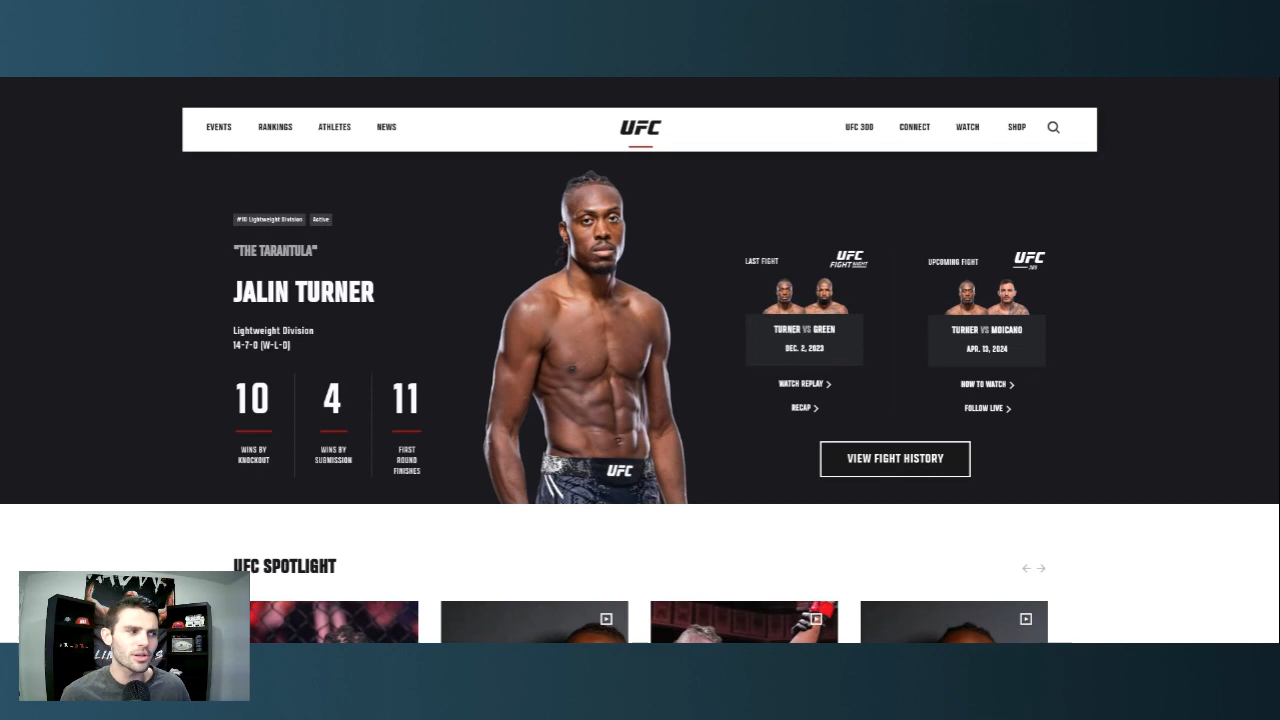 EVENTS RANKINGS ATHLETES NEWS UFC UFC 300 CONNECT WATCH SHOP
#10 Lightweight Division Active
"THE TARANTULA"
JALIN TURNER
Lightweight Division
14-7-0 (W-L-D)
10
WINS BY
KNOCKOUT
4
WINS BY
SUBMISSION
11
FIRST
ROUND
FINISHES
UFC
LAST FIGHT
UFC
FIGHT NIGHT
TURNER VS GREEN
DEC. 2, 2023
WATCH REPLAY
RECAP
UPCOMING FIGHT
UFC
300
TURNER VS MOICANO
APR. 13, 2024
HOW TO WATCH
FOLLOW LIVE
VIEW FIGHT HISTORY
UFC SPOTLIGHT